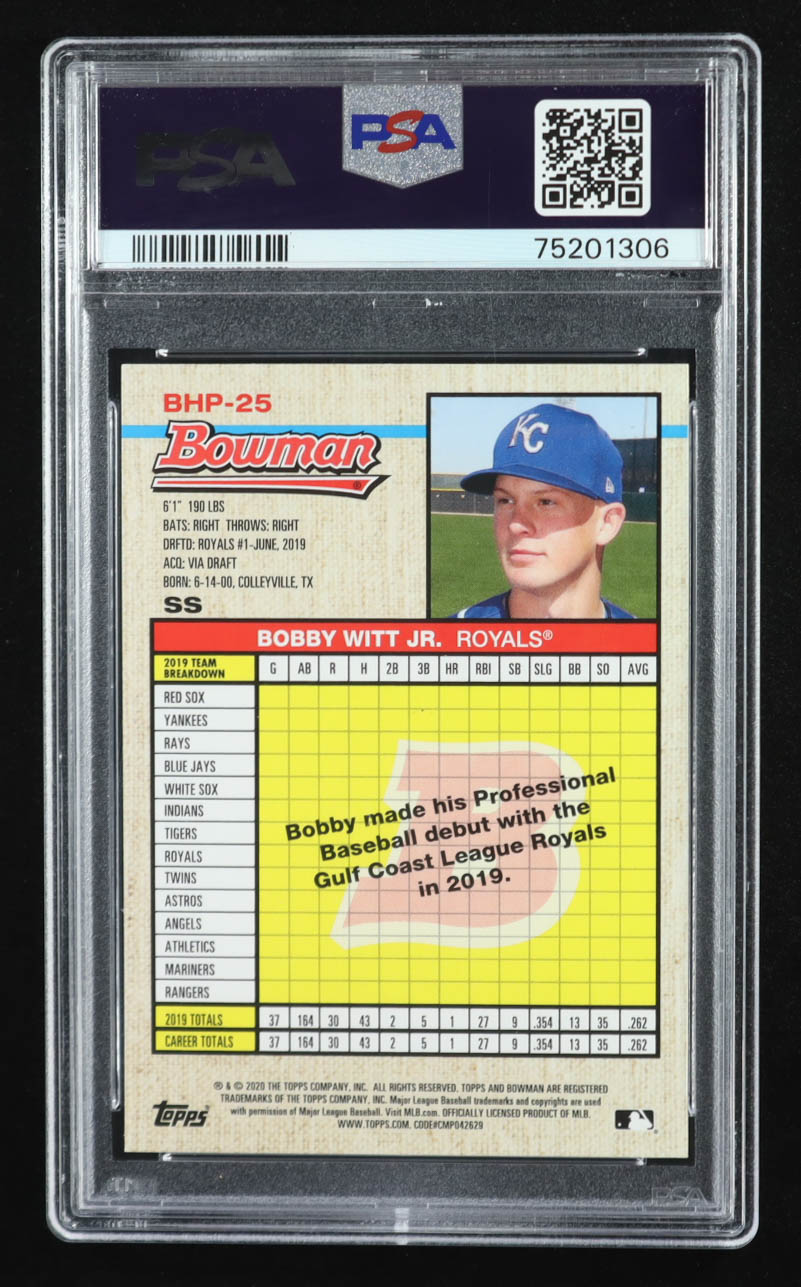 PSA
PSA
75201306
BHP-25
Bowman®
6'1" 190 LBS
BATS: RIGHT THROWS: RIGHT
DRFTD: ROYALS #1-JUNE, 2019
ACQ: VIA DRAFT
BORN: 6-14-00, COLLEYVILLE, TX
SS
KC
BOBBY WITT JR. ROYALS®
2019 TEAM BREAKDOWN G AB R H 2B 3B HR RBI SB SLG BB SO AVG
RED SOX
YANKEES
RAYS
BLUE JAYS
WHITE SOX
INDIANS
TIGERS
ROYALS
TWINS
ASTROS
ANGELS
ATHLETICS
MARINERS
RANGERS
B
Bobby made his Professional
Baseball debut with the
Gulf Coast League Royals
in 2019.
2019 TOTALS 37 164 30 43 2 5 1 27 9 .354 13 35 .262
CAREER TOTALS 37 164 30 43 2 5 1 27 9 .354 13 35 .262
® & © 2020 THE TOPPS COMPANY, INC. ALL RIGHTS RESERVED. TOPPS AND BOWMAN ARE REGISTERED
TRADEMARKS OF THE TOPPS COMPANY, INC. Major League Baseball trademarks and copyrights are used
with permission of Major League Baseball. Visit MLB.com. OFFICIALLY LICENSED PRODUCT OF MLB.
WWW.TOPPS.COM. CODE#CMP042629
Topps®
PSA